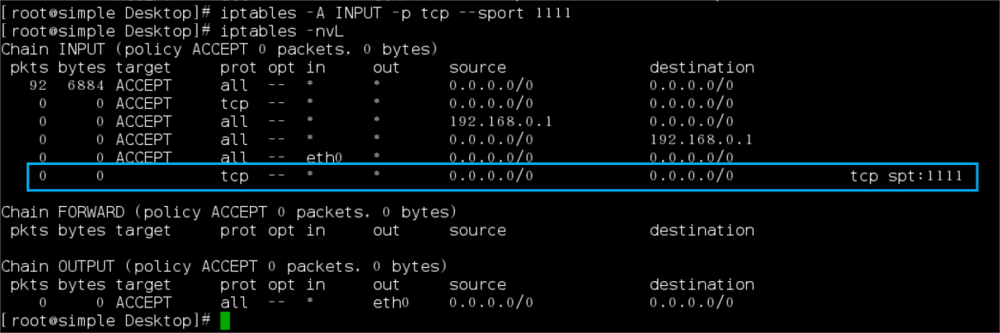 [root@simple Desktop]# iptables -A INPUT -p tcp --sport 1111
[root@simple Desktop]# iptables -nvL
Chain INPUT (policy ACCEPT 0 packets, 0 bytes)
pkts bytes target prot opt in out source destination
92 6884 ACCEPT all -- * * 0.0.0.0/0 0.0.0.0/0
0 0 ACCEPT tcp -- * * 0.0.0.0/0 0.0.0.0/0
0 0 ACCEPT all -- * * 192.168.0.1 0.0.0.0/0
0 0 ACCEPT all -- * * 0.0.0.0/0 192.168.0.1
0 0 ACCEPT all -- eth0 * 0.0.0.0/0 0.0.0.0/0
0 0 tcp -- * * 0.0.0.0/0 0.0.0.0/0 tcp spt:1111
Chain FORWARD (policy ACCEPT 0 packets, 0 bytes)
pkts bytes target prot opt in out source destination
Chain OUTPUT (policy ACCEPT 0 packets, 0 bytes)
pkts bytes target prot opt in out source destination
0 0 ACCEPT all -- * eth0 0.0.0.0/0 0.0.0.0/0
[root@simple Desktop]#